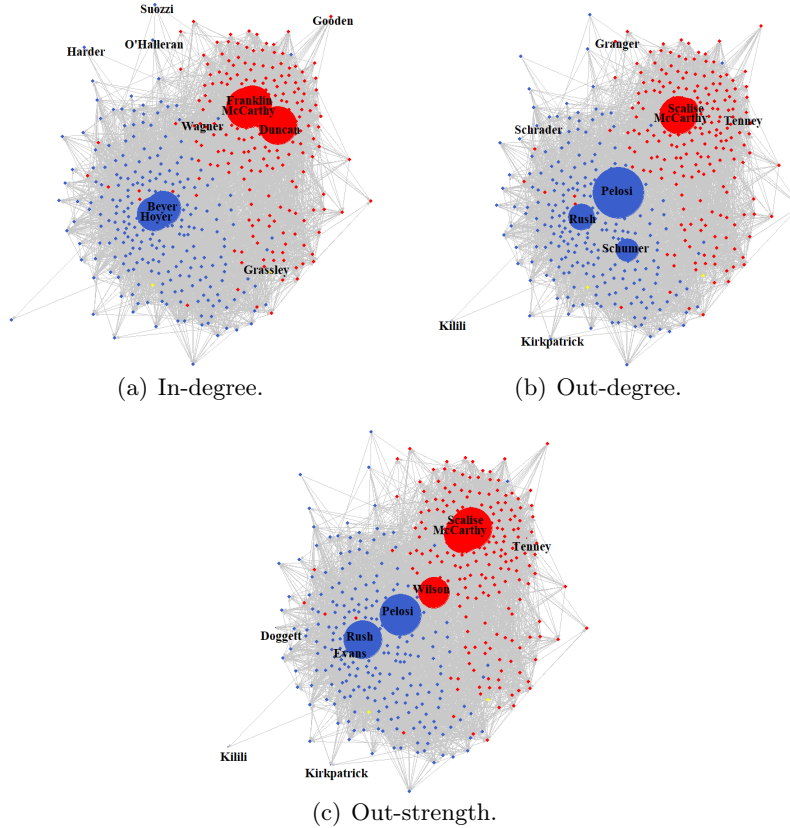 Suozzi
Gooden
O'Halleran
Harder
Franklin
McCarthy
Wagner
Duncan
Beyer
Hoyer
Grassley
(a) In-degree.
Granger
Scalise
McCarthy
Tenney
Schrader
Pelosi
Rush
Schumer
Kilili
Kirkpatrick
(b) Out-degree.
Scalise
McCarthy
Tenney
Wilson
Pelosi
Doggett
Rush
Evans
Kilili
Kirkpatrick
(c) Out-strength.